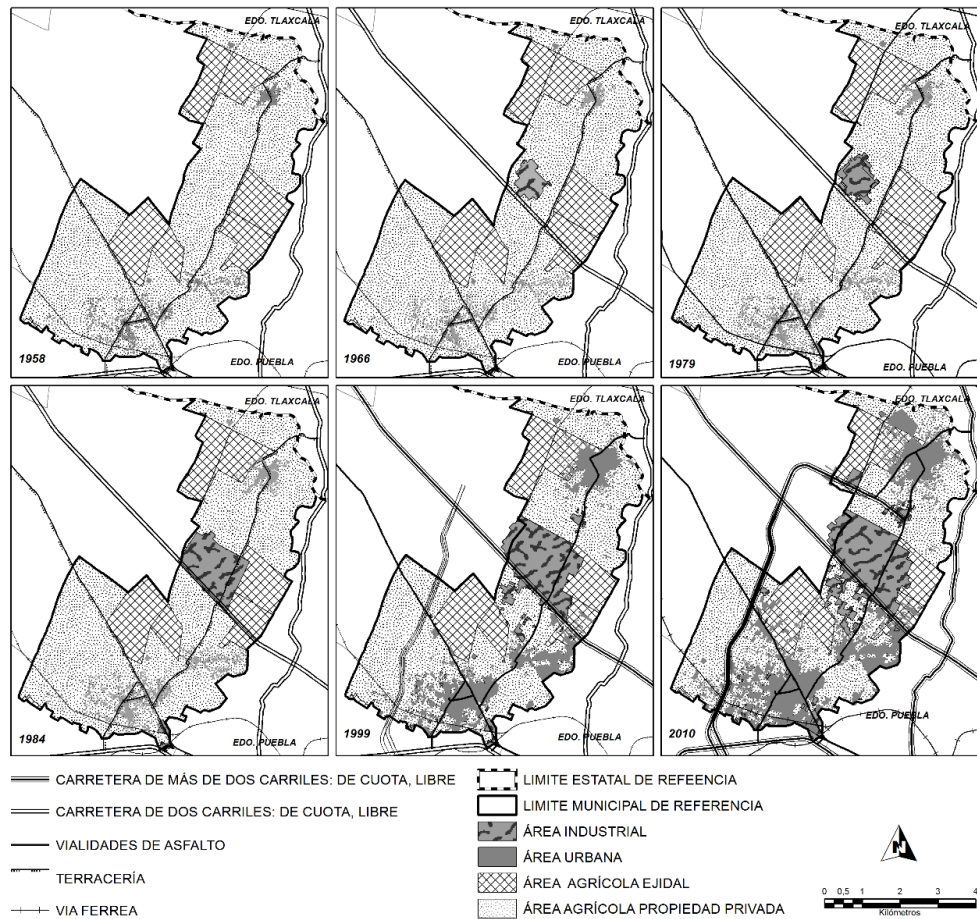 EDO. TLAXCALA
1958
EDO. PUEBLA
EDO. TLAXCALA
1966
EDO. PUEBLA
EDO. TLAXCALA
1979
EDO. PUEBLA
EDO. TLAXCALA
1984
EDO. PUEBLA
EDO. TLAXCALA
1999
EDO. PUEBLA
EDO. TLAXCALA
2010
EDO. PUEBLA
CARRETERA DE MÁS DE DOS CARRILES: DE CUOTA, LIBRE
CARRETERA DE DOS CARRILES: DE CUOTA, LIBRE
VIALIDADES DE ASFALTO
TERRACERÍA
VIA FERREA
LIMITE ESTATAL DE REFEENCIA
LIMITE MUNICIPAL DE REFERENCIA
ÁREA INDUSTRIAL
ÁREA URBANA
ÁREA AGRÍCOLA EJIDAL
ÁREA AGRÍCOLA PROPIEDAD PRIVADA
N
0 0,5 1 2 3 4
Kilómetros